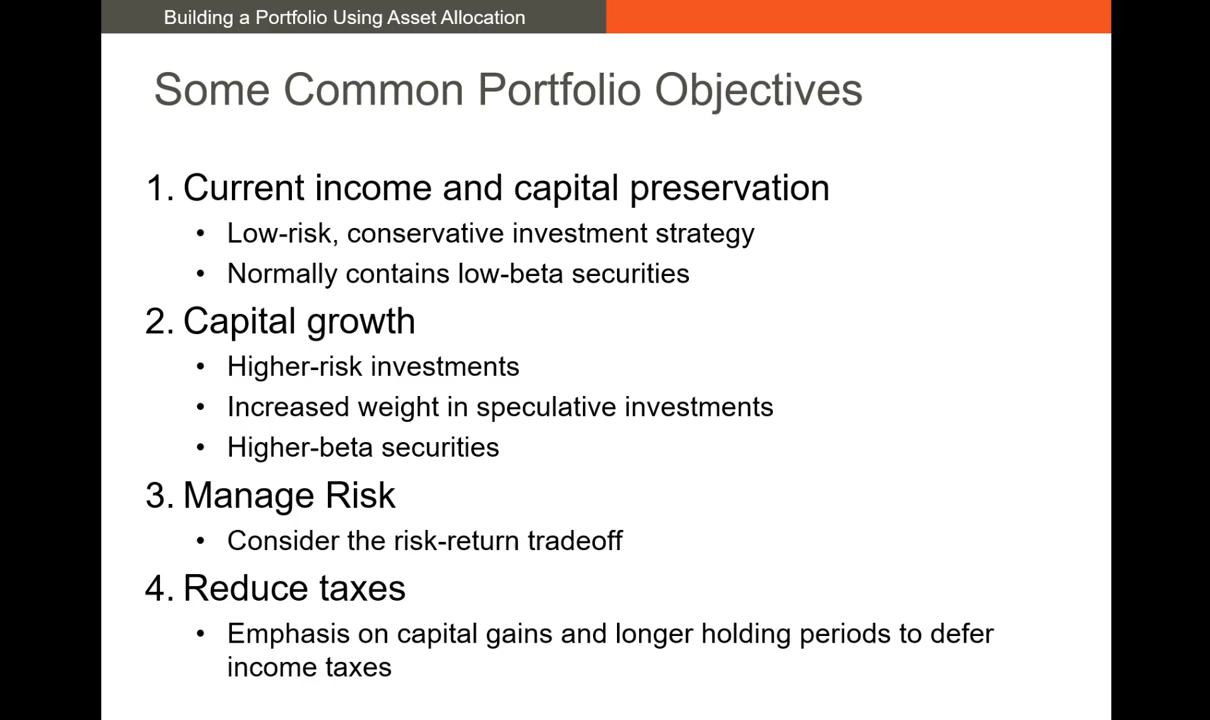 Building a Portfolio Using Asset Allocation
Some Common Portfolio Objectives
1. Current income and capital preservation
• Low-risk, conservative investment strategy
• Normally contains low-beta securities
2. Capital growth
• Higher-risk investments
• Increased weight in speculative investments
• Higher-beta securities
3. Manage Risk
• Consider the risk-return tradeoff
4. Reduce taxes
• Emphasis on capital gains and longer holding periods to defer
income taxes